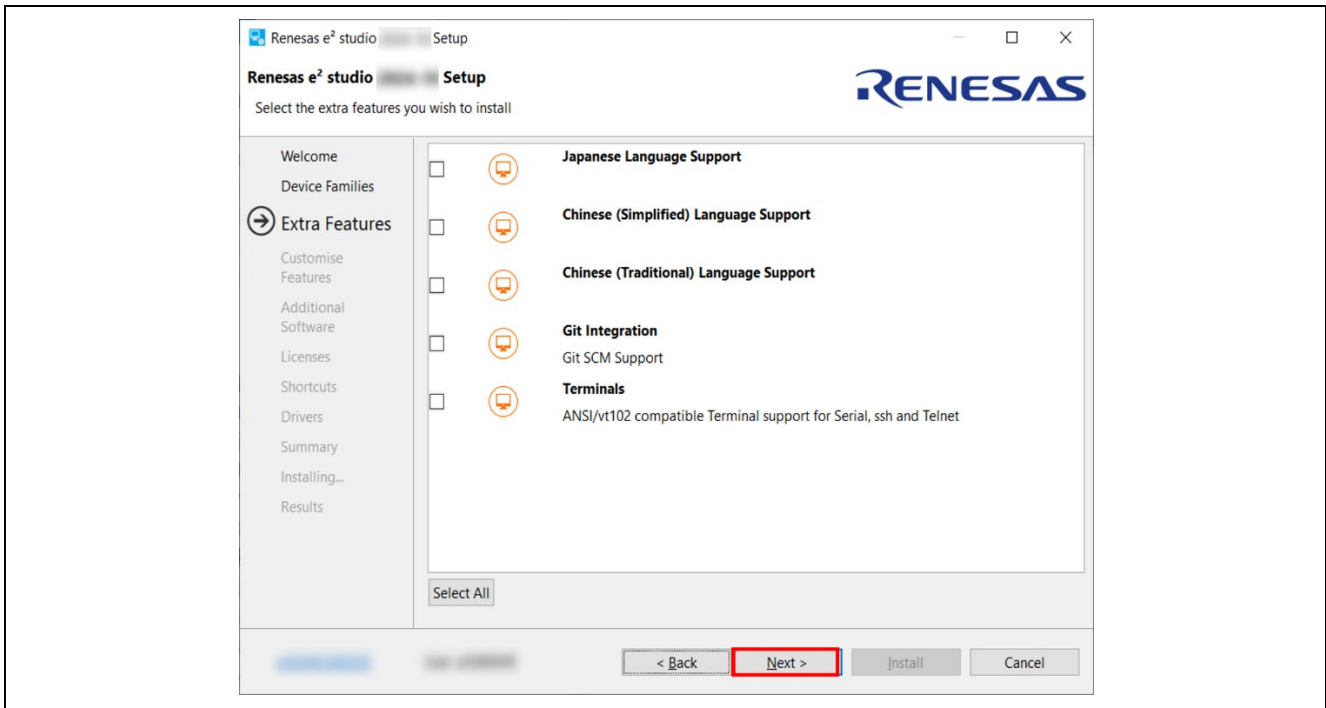 Renesas e² studio Setup
Renesas e² studio Setup
Select the extra features you wish to install
RENESAS
Welcome
Device Families
Extra Features
Customise
Features
Additional
Software
Licenses
Shortcuts
Drivers
Summary
Installing...
Results
Japanese Language Support
Chinese (Simplified) Language Support
Chinese (Traditional) Language Support
Git Integration
Git SCM Support
Terminals
ANSI/vt102 compatible Terminal support for Serial, ssh and Telnet
Select All
< Back
Next >
Install
Cancel